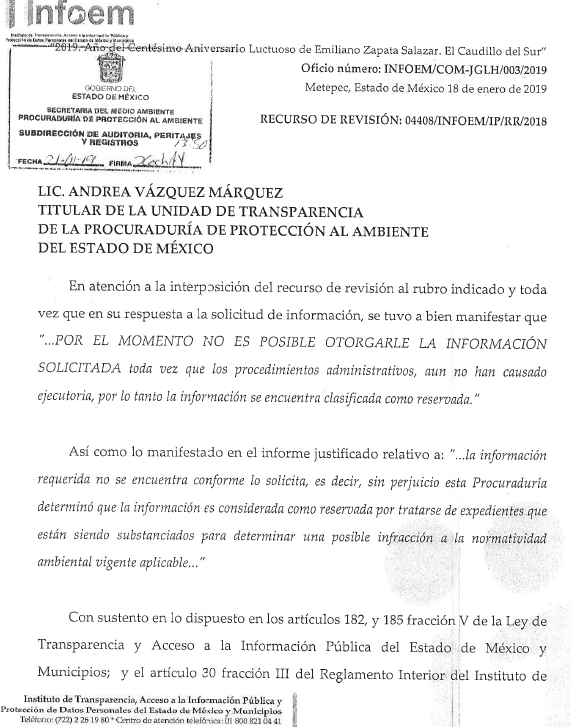 Infoem
Instituto de Transparencia, Acceso a la Información Pública y
Protección de Datos Personales del Estado de México y Municipios
"2019. Año del Centésimo Aniversario Luctuoso de Emiliano Zapata Salazar. El Caudillo del Sur"
GOBIERNO DEL
ESTADO DE MÉXICO
SECRETARIA DEL MEDIO AMBIENTE
PROCURADURÍA DE PROTECCIÓN AL AMBIENTE
SUBDIRECCIÓN DE AUDITORIA, PERITAJES
Y REGISTROS 13:50
FECHA 21-01-19 FIRMA
Oficio número: INFOEM/COM-JGLH/003/2019
Metepec, Estado de México 18 de enero de 2019
RECURSO DE REVISIÓN: 04408/INFOEM/IP/RR/2018
LIC. ANDREA VÁZQUEZ MÁRQUEZ
TITULAR DE LA UNIDAD DE TRANSPARENCIA
DE LA PROCURADURÍA DE PROTECCIÓN AL AMBIENTE
DEL ESTADO DE MÉXICO
En atención a la interposición del recurso de revisión al rubro indicado y toda
vez que en su respuesta a la solicitud de información, se tuvo a bien manifestar que
"...POR EL MOMENTO NO ES POSIBLE OTORGARLE LA INFORMACIÓN
SOLICITADA toda vez que los procedimientos administrativos, aun no han causado
ejecutoria, por lo tanto la información se encuentra clasificada como reservada."
Así como lo manifestado en el informe justificado relativo a: "...la información
requerida no se encuentra conforme lo solicita, es decir, sin perjuicio esta Procuraduría
determinó que la información es considerada como reservada por tratarse de expedientes que
están siendo substanciados para determinar una posible infracción a la normatividad
ambiental vigente aplicable..."
Con sustento en lo dispuesto en los artículos 182, y 185 fracción V de la Ley de
Transparencia y Acceso a la Información Pública del Estado de México y
Municipios; y el artículo 30 fracción III del Reglamento Interior del Instituto de
Instituto de Transparencia, Acceso a la Información Pública y
Protección de Datos Personales del Estado de México y Municipios
Teléfono: (722) 2 26 19 80 * Centro de atención telefónica: 01 800 821 04 41